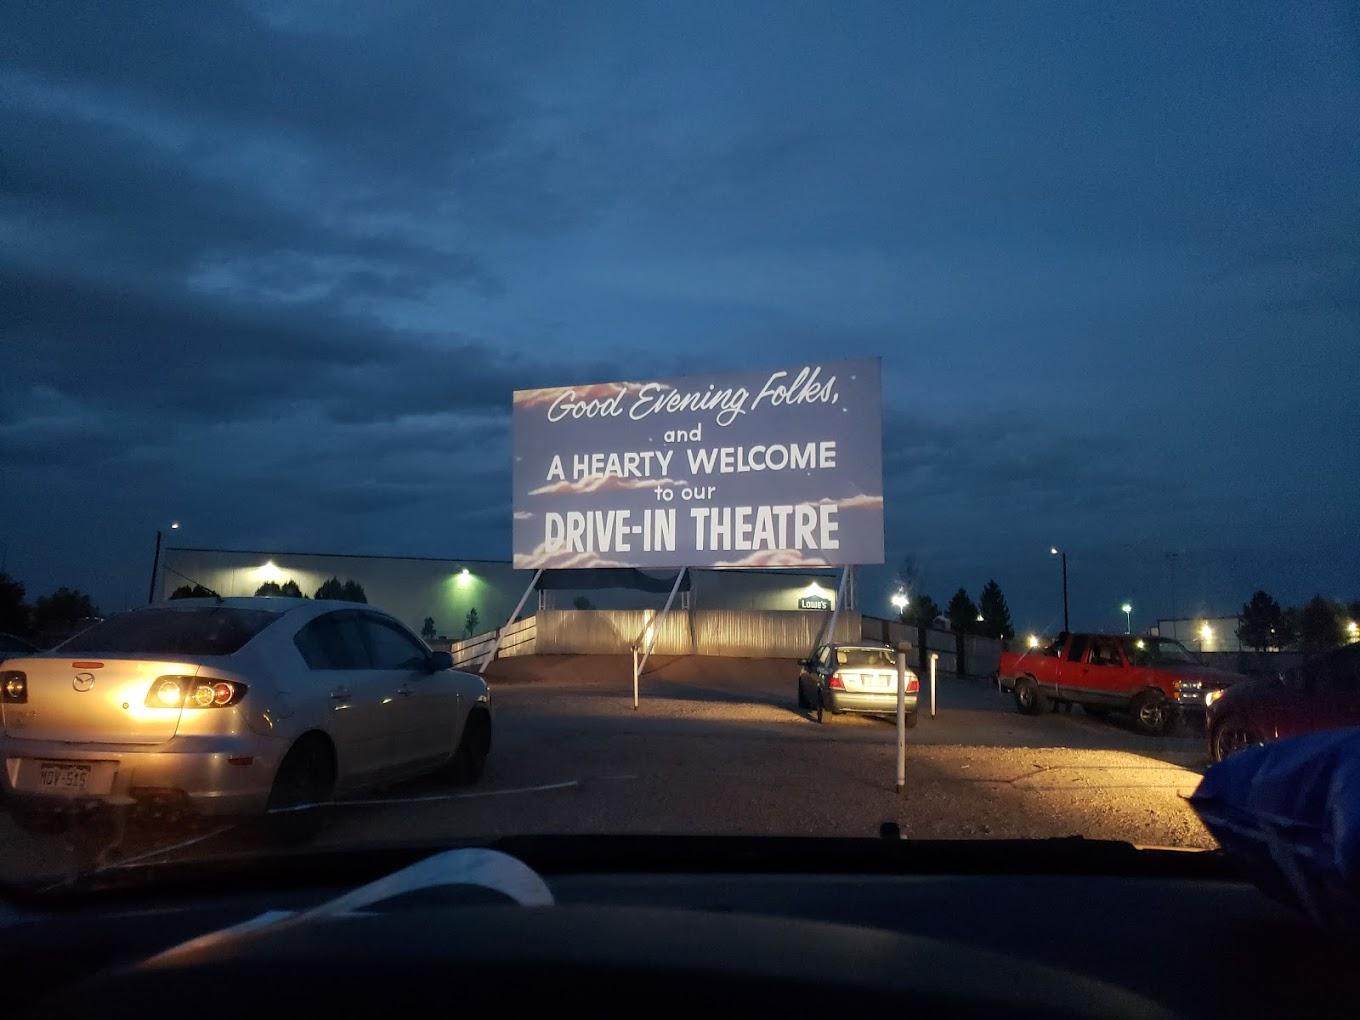 Good Evening Folks,
and
A HEARTY WELCOME
to our
DRIVE-IN THEATRE
LOWE'S